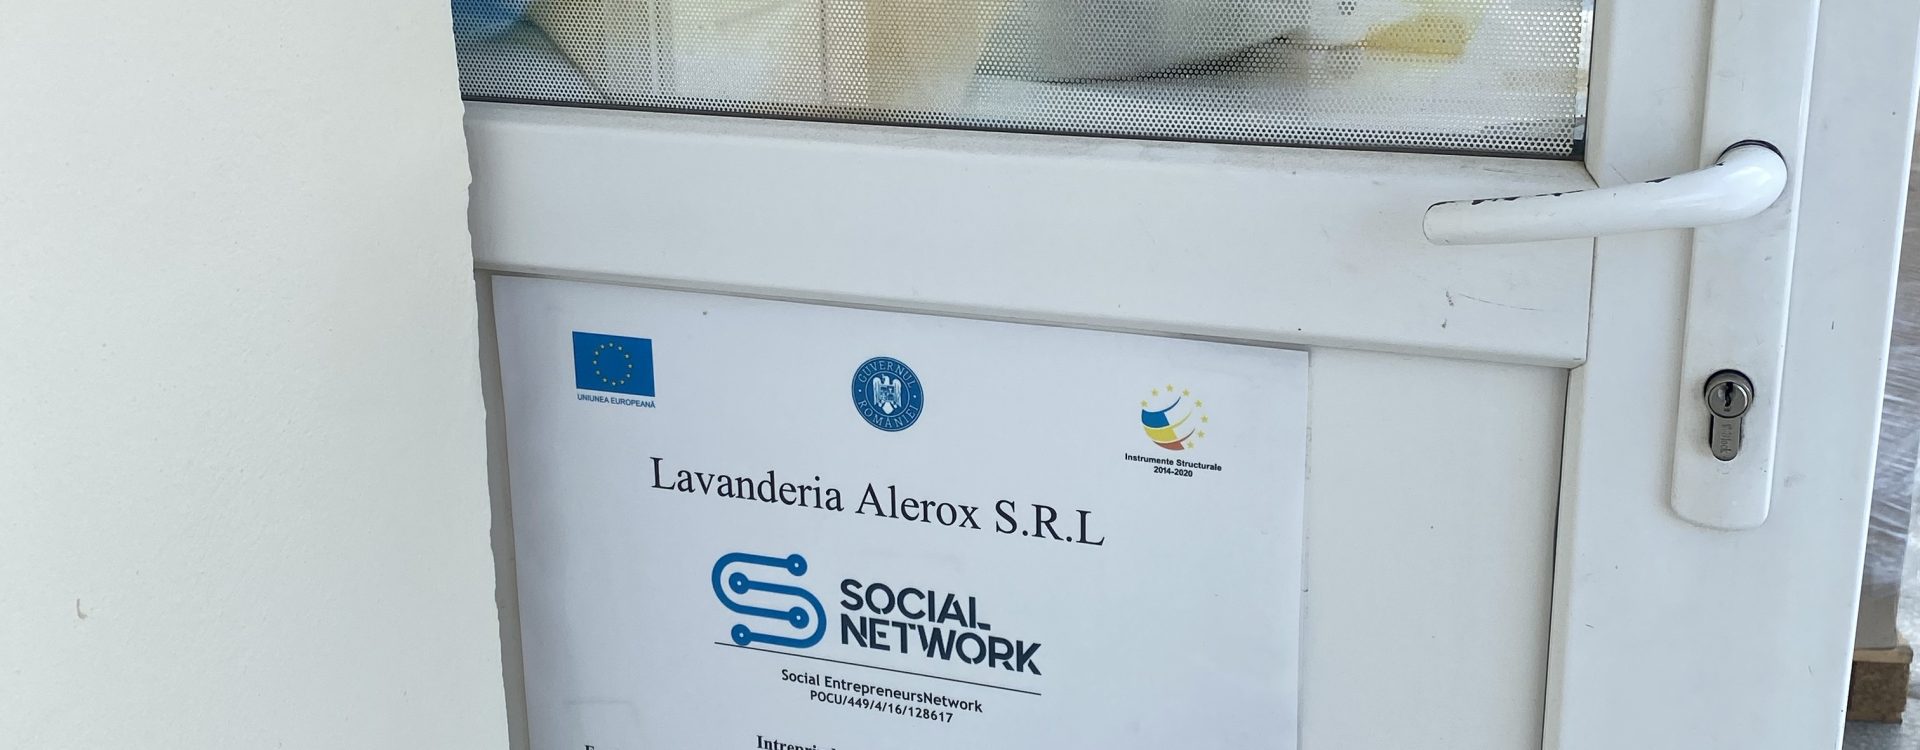 UNIUNEA EUROPEANĂ
GUVERNUL ROMÂNIEI
Instrumente Structurale
2014-2020
Lavanderia Alerox S.R.L
SOCIAL
NETWORK
Social EntrepreneursNetwork
POCU/449/4/16/128617